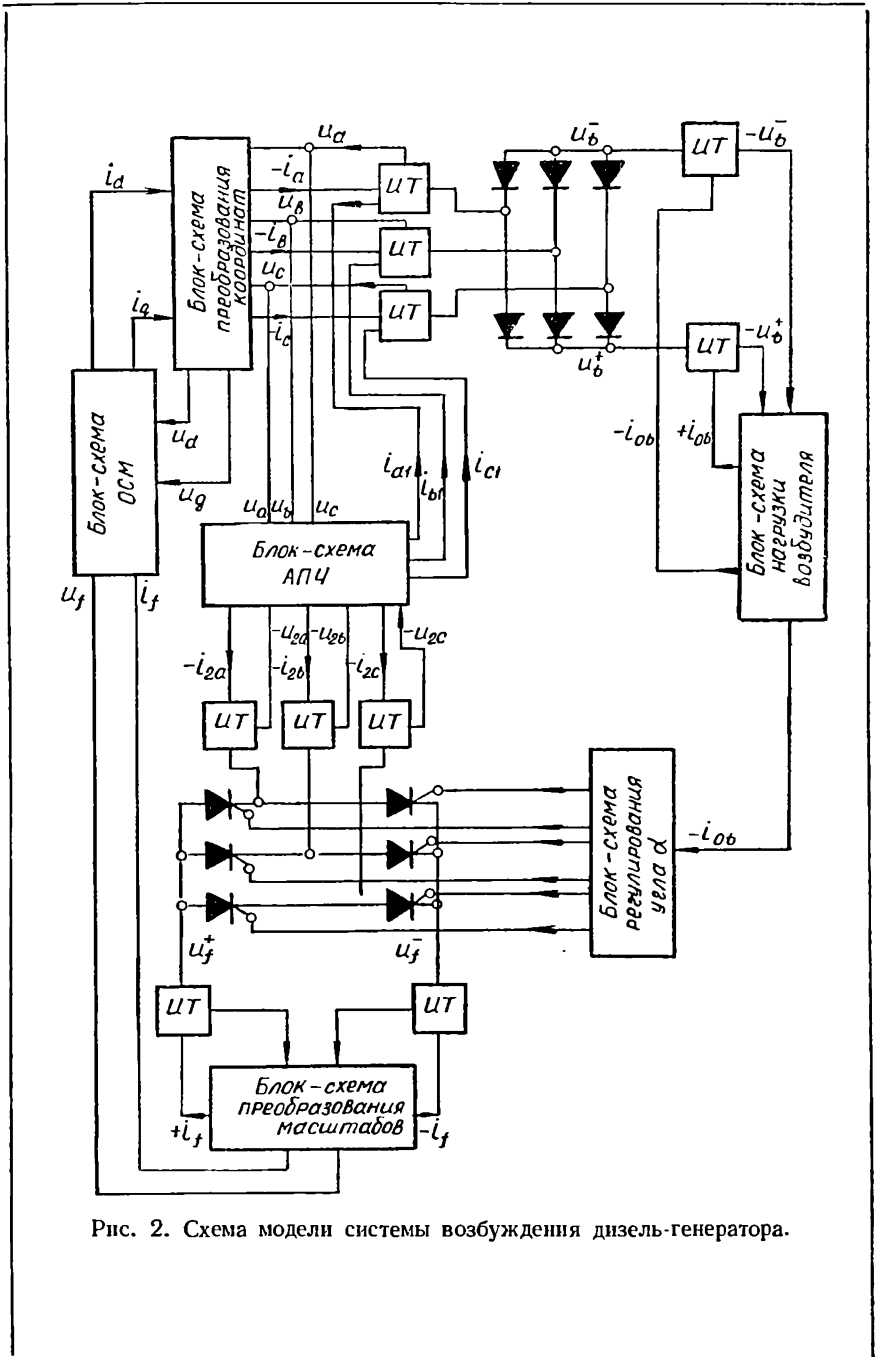 u_a
u_b^-
ИТ
-u_b^-
-i_a
i_d
Блок-схема
преобразования
координат
ИТ
u_в
-i_в
ИТ
u_c
ИТ
-i_c
i_q
u_b^+
ИТ
-u_b^+
u_d
-i_ob
+i_ob
Блок-схема
ОСМ
u_q
i_a1
i_b1
i_c1
Блок-схема
нагрузки
возбудителя
u_a
u_b
u_c
Блок-схема
АПЧ
u_f
i_f
-u_2a
-u_2b
-u_2c
-i_2a
-i_2b
-i_2c
ИТ
ИТ
ИТ
Блок-схема
регулирования
угла α
-i_ob
u_f^+
u_f^-
ИТ
ИТ
Блок-схема
преобразования
масштабов
+i_f
-i_f
Рис. 2. Схема модели системы возбуждения дизель-генератора.